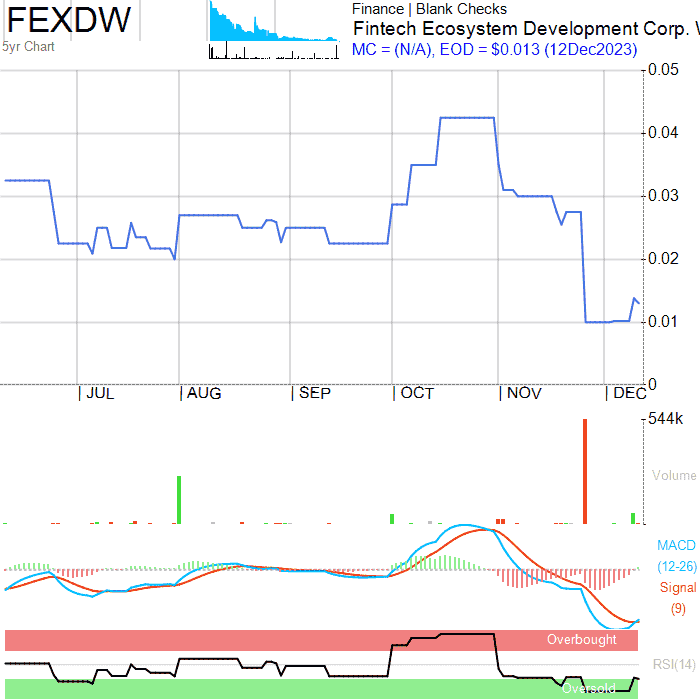 FEXDW
5yr Chart
Finance | Blank Checks
Fintech Ecosystem Development Corp.
MC = (N/A), EOD = $0.013 (12Dec2023)
0.05
0.04
0.03
0.02
0.01
0
| JUL | AUG | SEP | OCT | NOV | DEC
544k
Volume
MACD
(12-26)
Signal
(9)
Overbought
RSI(14)
Oversold